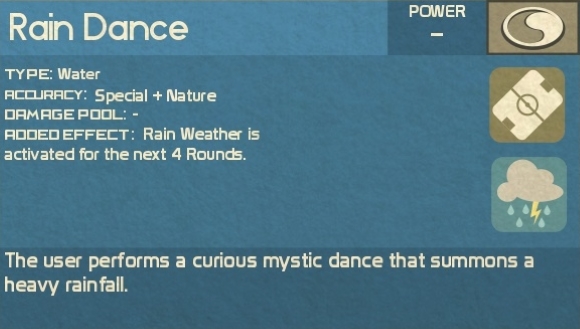 Rain Dance
POWER
–
TYPE: Water
ACCURACY: Special + Nature
DAMAGE POOL: -
ADDED EFFECT: Rain Weather is
activated for the next 4 Rounds.
The user performs a curious mystic dance that summons a
heavy rainfall.